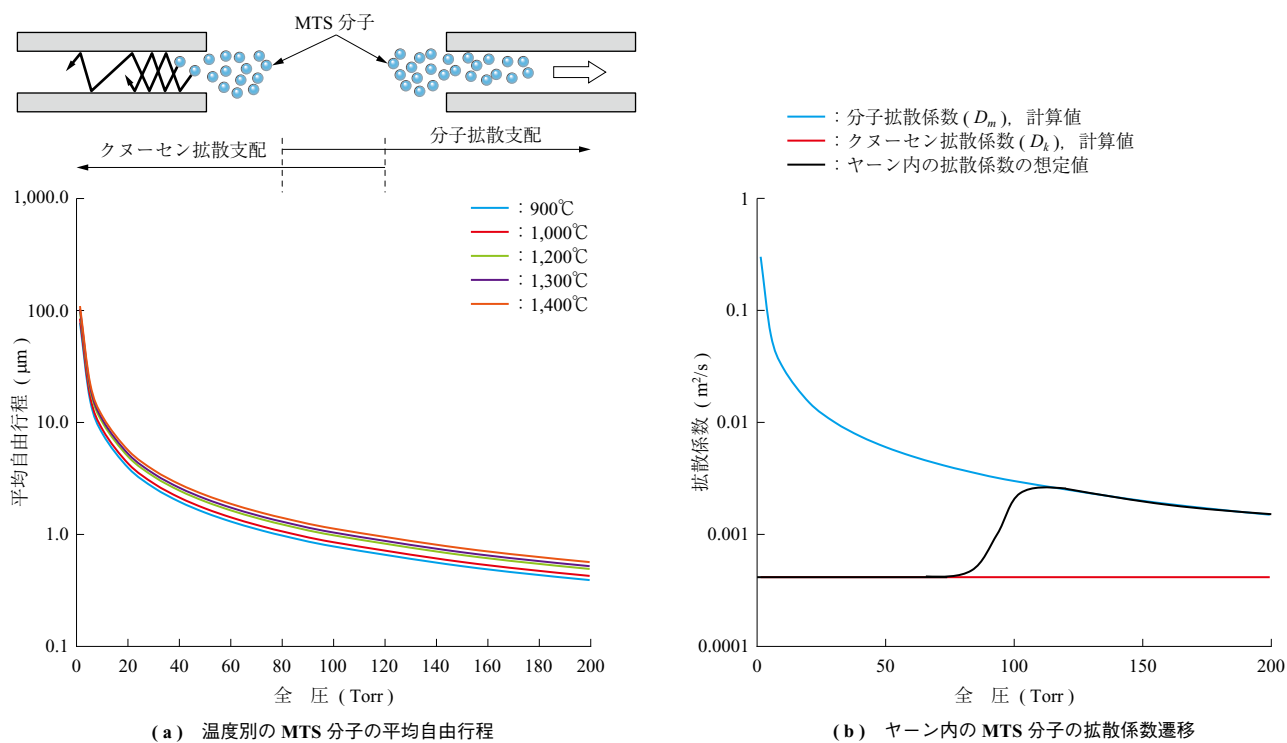 MTS 分子
分子拡散支配
クヌーセン拡散支配
1,000.0
100.0
10.0
1.0
0.1
平均自由行程 ( μm )
:900℃
:1,000℃
:1,200℃
:1,300℃
:1,400℃
0 20 40 60 80 100 120 140 160 180 200
全 圧 ( Torr )
( a ) 温度別の MTS 分子の平均自由行程
:分子拡散係数 ( Dm ),計算値
:クヌーセン拡散係数 ( Dk ),計算値
:ヤーン内の拡散係数の想定値
1
0.1
0.01
0.001
0.0001
拡散係数 ( m²/s )
0 50 100 150 200
全 圧 ( Torr )
( b ) ヤーン内の MTS 分子の拡散係数遷移